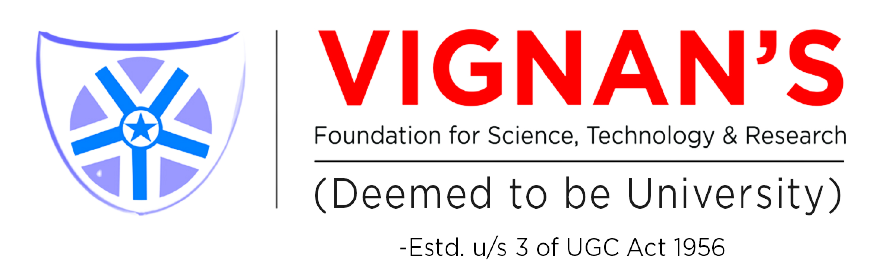 VIGNAN'S
Foundation for Science, Technology & Research
(Deemed to be University)
-Estd. u/s 3 of UGC Act 1956